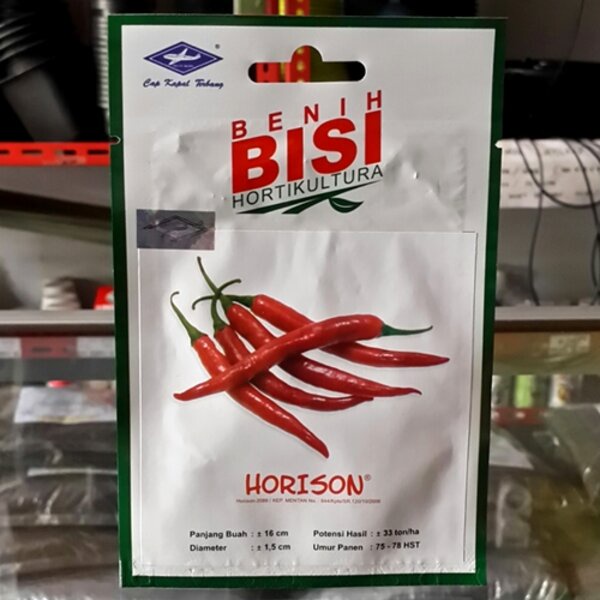 Cap Kapal Terbang
®
BENIH
BISI
HORTIKULTURA
HORISON®
Panjang Buah : ± 16 cm
Diameter : ± 1,5 cm
Potensi Hasil : ± 33 ton/ha
Umur Panen : 75 - 78 HST